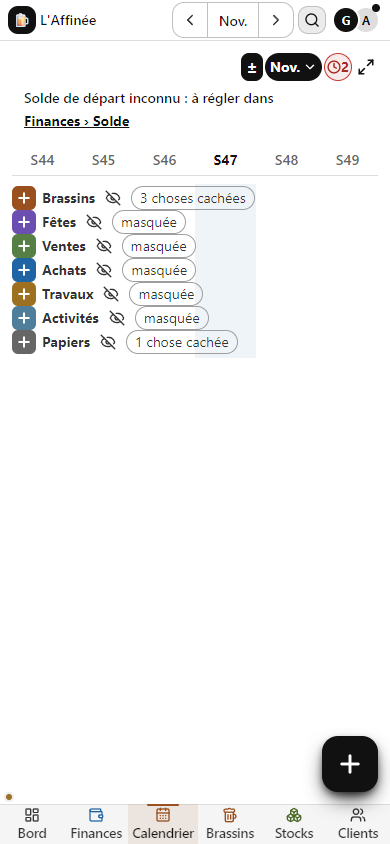 L'Affinée
Nov.
G A
± Nov. 2
Solde de départ inconnu : à régler dans
Finances › Solde
S44 S45 S46 S47 S48 S49
Brassins 3 choses cachées
Fêtes masquée
Ventes masquée
Achats masquée
Travaux masquée
Activités masquée
Papiers 1 chose cachée
Bord Finances Calendrier Brassins Stocks Clients